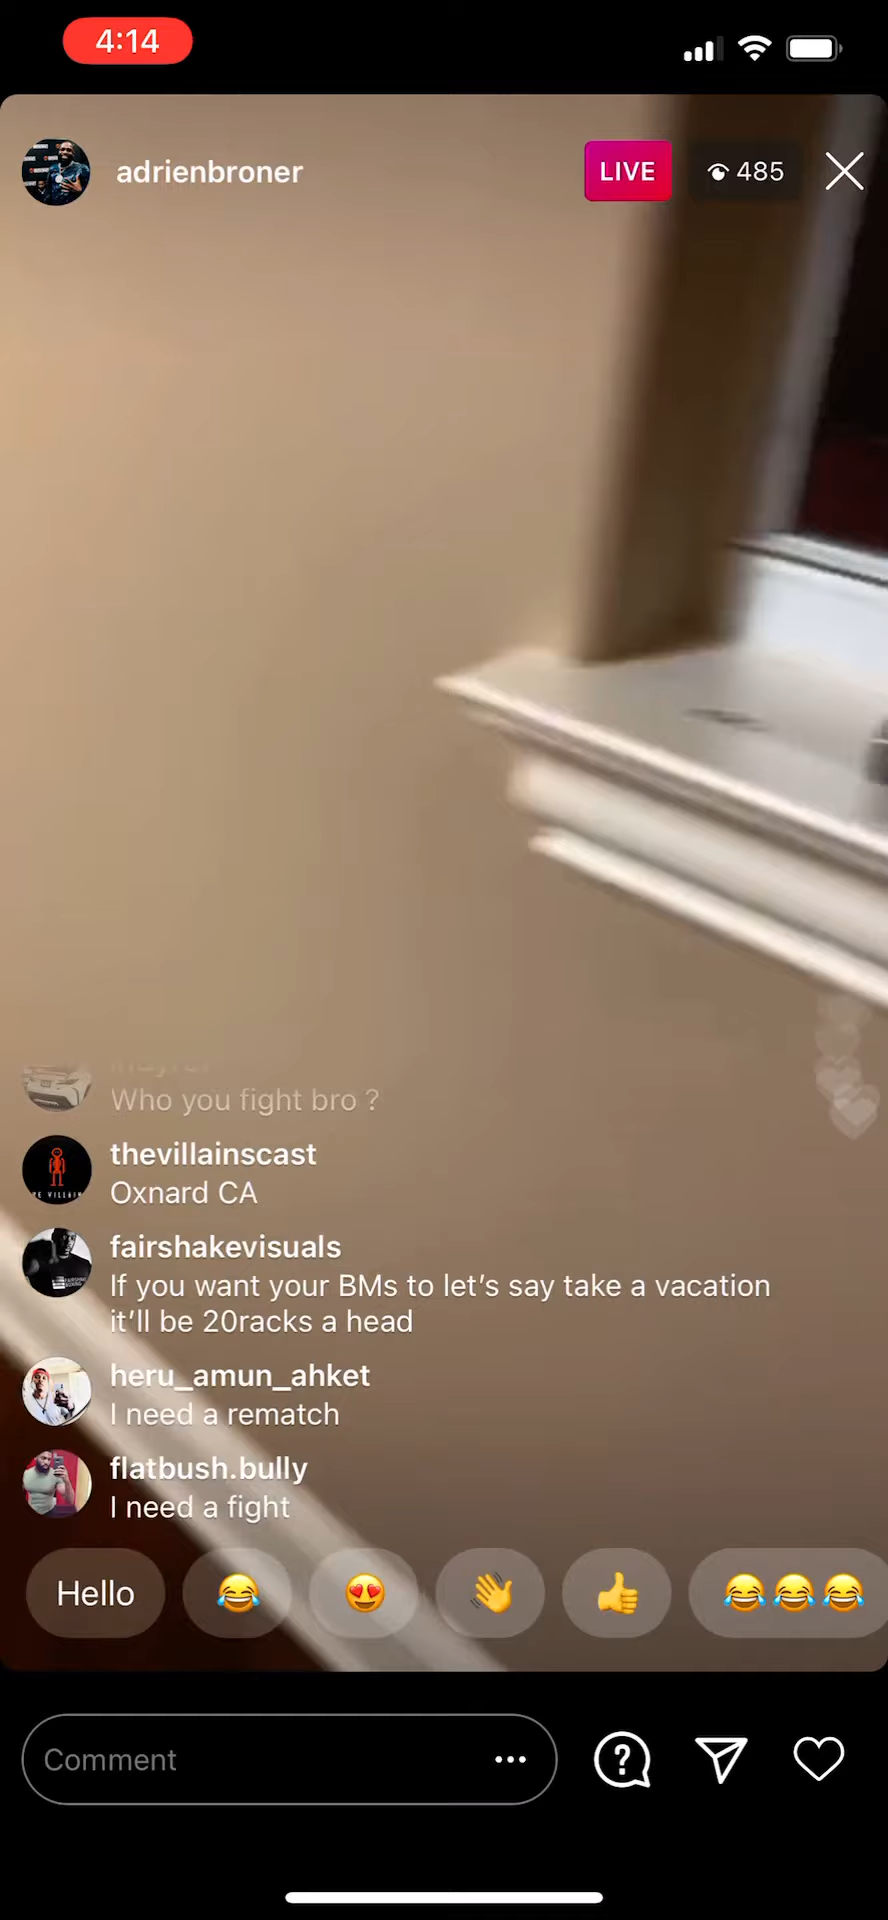 4:14
adrienbroner
LIVE
485
Who you fight bro ?
thevillainscast
Oxnard CA
fairshakevisuals
If you want your BMs to let’s say take a vacation
it’ll be 20racks a head
heru_amun_ahket
I need a rematch
flatbush.bully
I need a fight
Hello
Comment